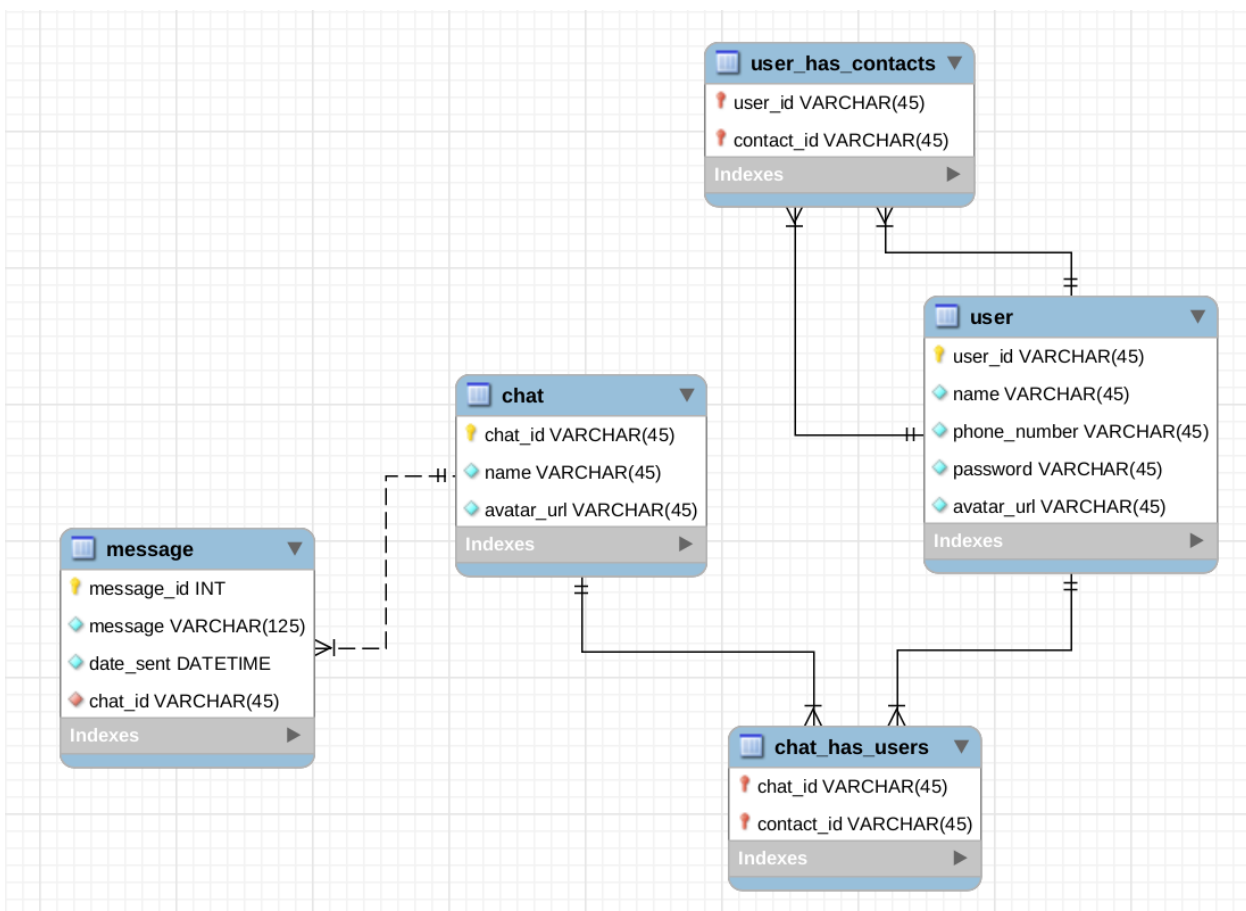 user_has_contacts
user_id VARCHAR(45)
contact_id VARCHAR(45)
Indexes
user
user_id VARCHAR(45)
name VARCHAR(45)
phone_number VARCHAR(45)
password VARCHAR(45)
avatar_url VARCHAR(45)
Indexes
chat
chat_id VARCHAR(45)
name VARCHAR(45)
avatar_url VARCHAR(45)
Indexes
message
message_id INT
message VARCHAR(125)
date_sent DATETIME
chat_id VARCHAR(45)
Indexes
chat_has_users
chat_id VARCHAR(45)
contact_id VARCHAR(45)
Indexes